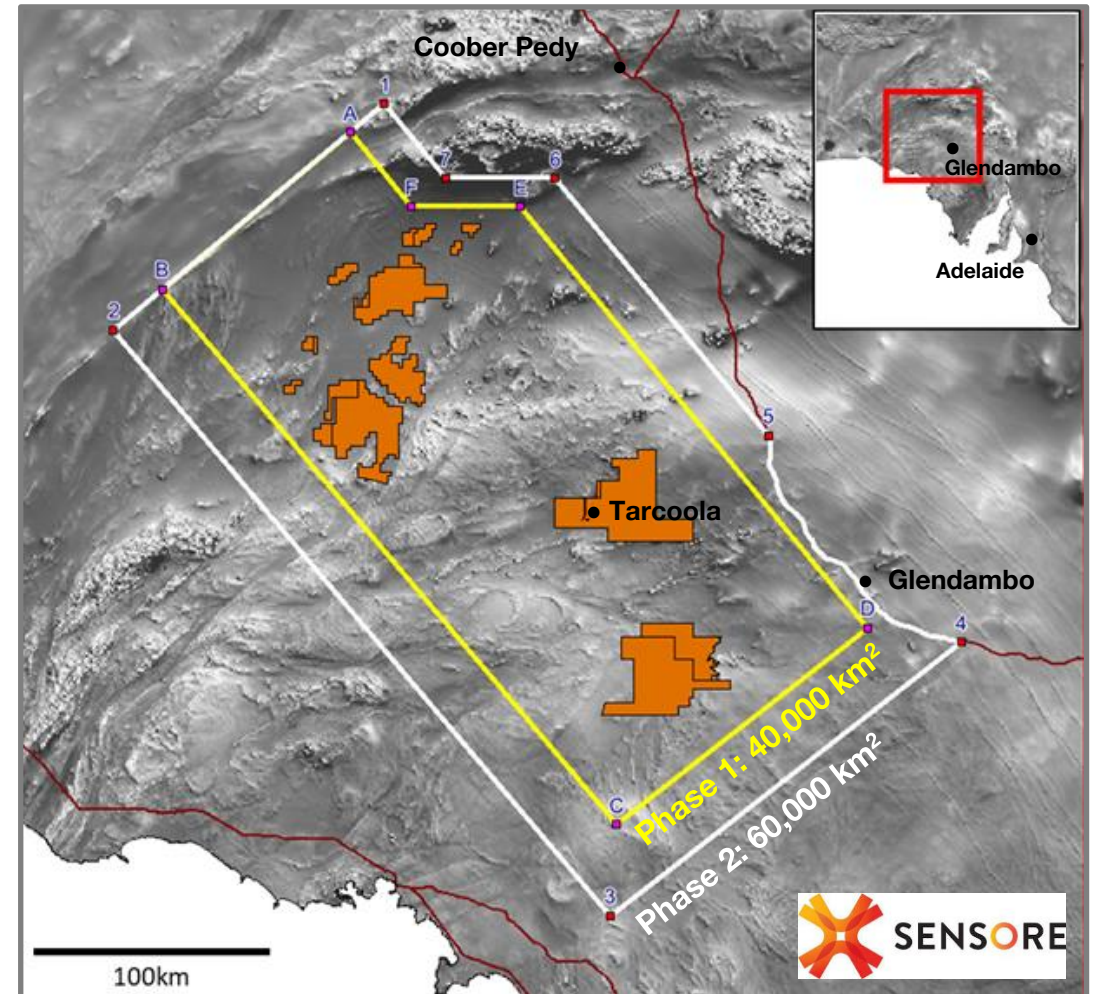 Coober Pedy
1
A
7
6
F
E
B
2
5
Tarcoola
Glendambo
D
4
C
3
Phase 1: 40,000 km²
Phase 2: 60,000 km²
100km
Glendambo
Adelaide
SENSORE